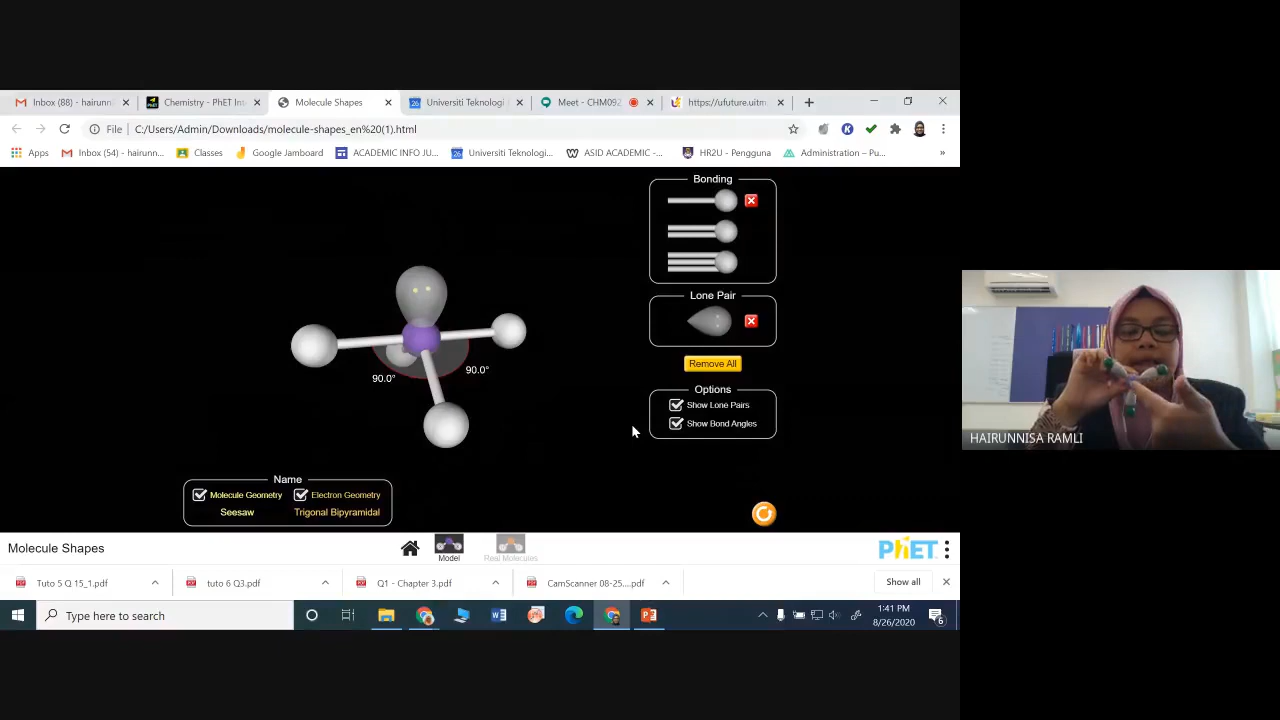 Inbox (88) - hairunn
Chemistry - PhET Int
Molecule Shapes
Universiti Teknologi
Meet - CHM092
https://ufuture.uitm
File
C:/Users/Admin/Downloads/molecule-shapes_en%20(1).html
Apps
Inbox (54) - hairunn...
Classes
Google Jamboard
ACADEMIC INFO JU...
Universiti Teknologi...
ASID ACADEMIC -...
HR2U - Pengguna
Administration – Pu...
»
Bonding
Lone Pair
Remove All
Options
Show Lone Pairs
Show Bond Angles
90.0°
90.0°
Name
Molecule Geometry
Electron Geometry
Seesaw
Trigonal Bipyramidal
HAIRUNNISA RAMLI
Molecule Shapes
Model
Real Molecules
PhET
Tuto 5 Q 15_1.pdf
tuto 6 Q3.pdf
Q1 - Chapter 3.pdf
CamScanner 08-25....pdf
Show all
Type here to search
1:41 PM
8/26/2020
6